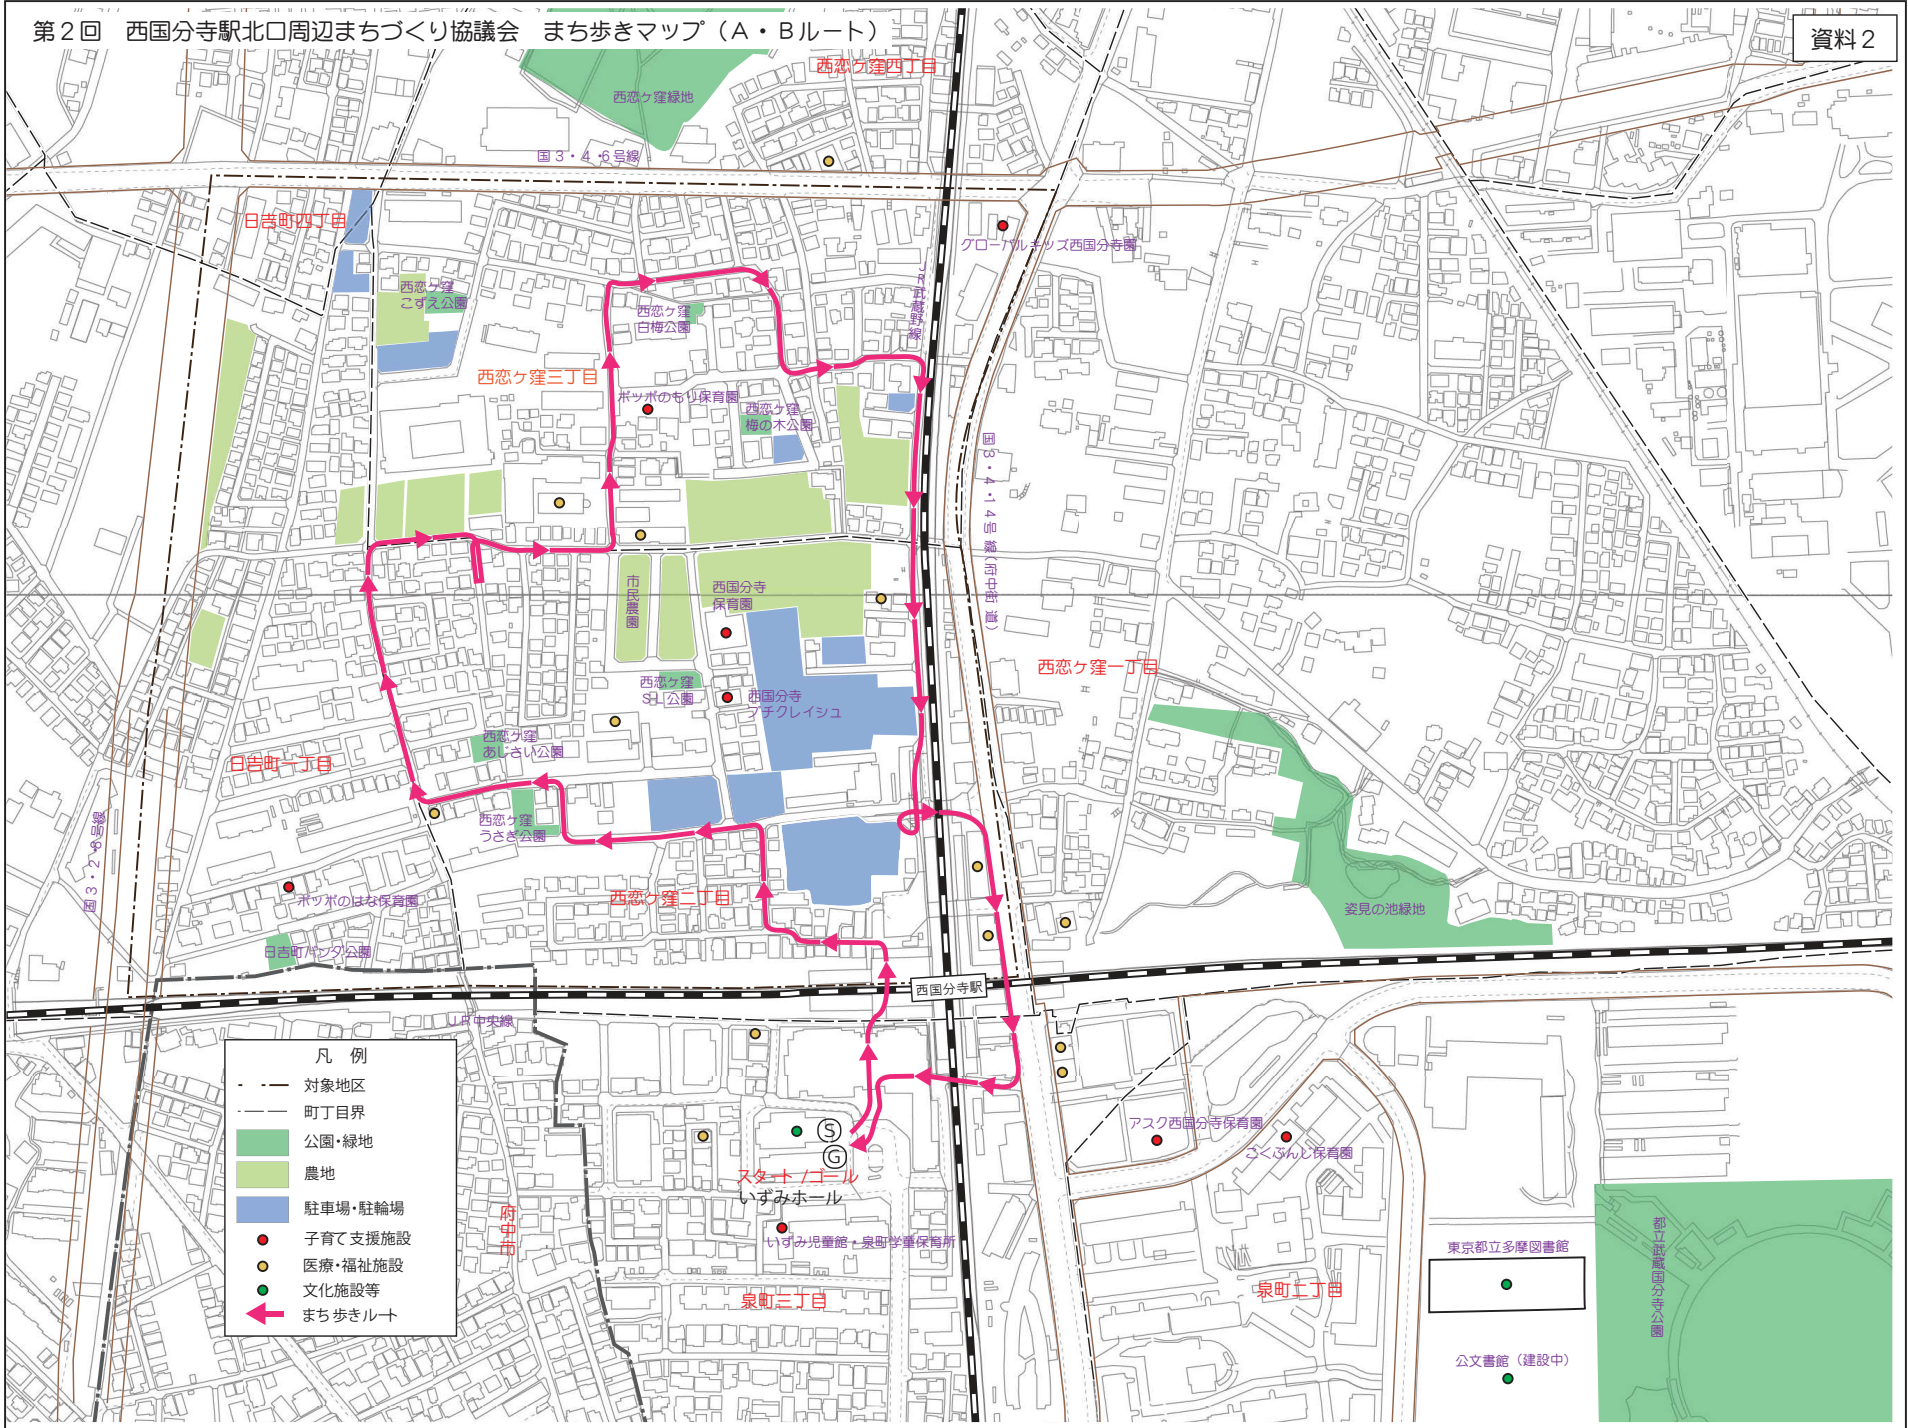 第2回　西国分寺駅北口周辺まちづくり協議会　まち歩きマップ（A・Bルート）
資料2
西恋ケ窪四丁目
西恋ケ窪緑地
国3・4・6号線
日吉町四丁目
グローバルキッズ西国分寺園
西恋ケ窪
こずえ公園
西恋ケ窪
白梅公園
JR武蔵野線
西恋ケ窪三丁目
ポッポのもり保育園
西恋ケ窪
梅の木公園
国3・4・14号線(府中街道)
市民農園
西国分寺
保育園
西恋ケ窪一丁目
西恋ケ窪
SL公園
西国分寺
プチクレイシュ
西恋ケ窪
あじさい公園
日吉町一丁目
西恋ケ窪
うさぎ公園
国3・2・8号線
ポッポのはな保育園
西恋ケ窪二丁目
姿見の池緑地
日吉町パンダ公園
西国分寺駅
JR中央線
凡 例
対象地区
町丁目界
公園・緑地
農地
駐車場・駐輪場
子育て支援施設
医療・福祉施設
文化施設等
まち歩きルート
府中市
S
G
スタート/ゴール
いずみホール
いずみ児童館・泉町学童保育所
泉町三丁目
アスク西国分寺保育園
こくぶんじ保育園
泉町二丁目
東京都立多摩図書館
都立武蔵国分寺公園
公文書館（建設中）